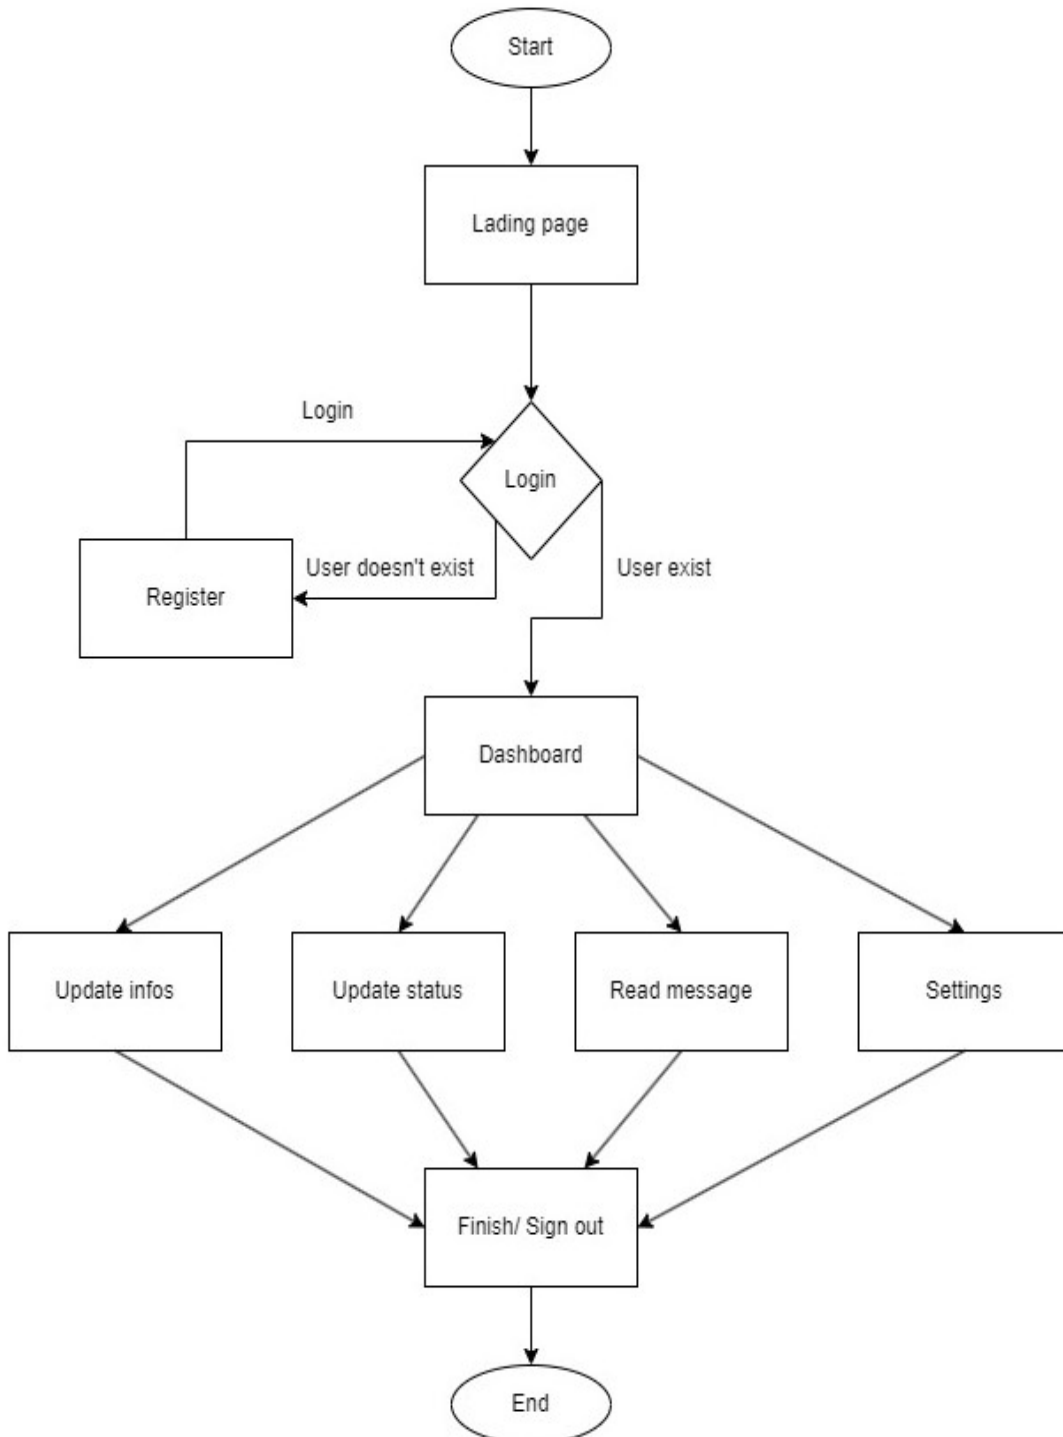 Start
Lading page
Login
Login
User doesn't exist
User exist
Register
Dashboard
Update infos
Update status
Read message
Settings
Finish/ Sign out
End